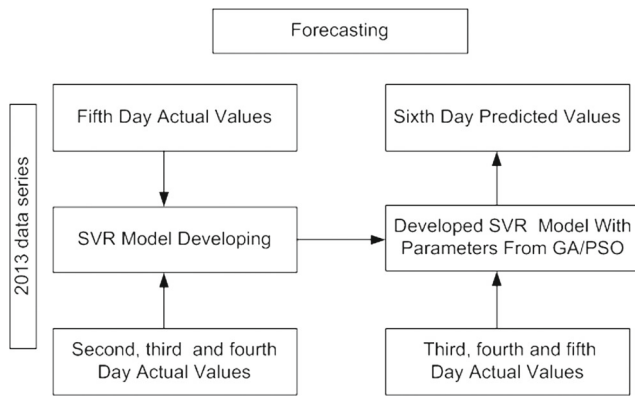 Forecasting
2013 data series
Fifth Day Actual Values
Sixth Day Predicted Values
SVR Model Developing
Developed SVR Model With
Parameters From GA/PSO
Second, third and fourth
Day Actual Values
Third, fourth and fifth
Day Actual Values